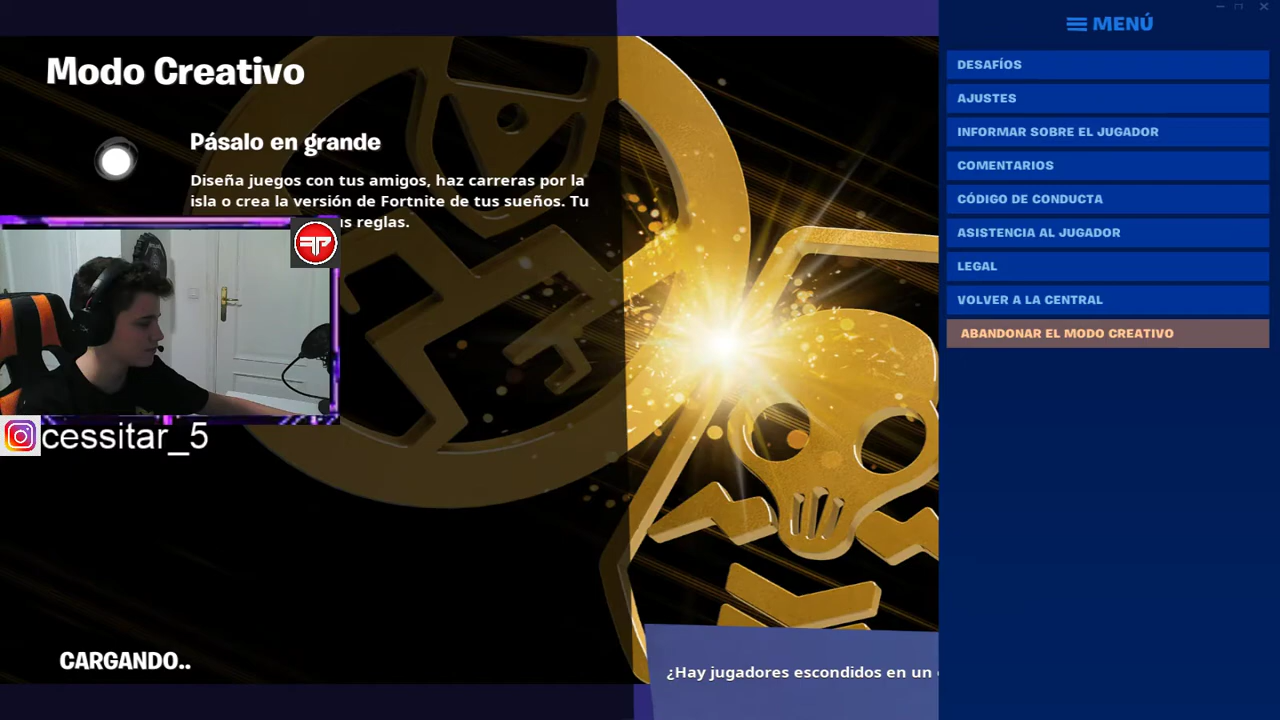 Modo Creativo
Pásalo en grande
Diseña juegos con tus amigos, haz carreras por la
isla o crea la versión de Fortnite de tus sueños. Tu
us reglas.
cessitar_5
CARGANDO..
¿Hay jugadores escondidos en un
MENÚ
DESAFÍOS
AJUSTES
INFORMAR SOBRE EL JUGADOR
COMENTARIOS
CÓDIGO DE CONDUCTA
ASISTENCIA AL JUGADOR
LEGAL
VOLVER A LA CENTRAL
ABANDONAR EL MODO CREATIVO